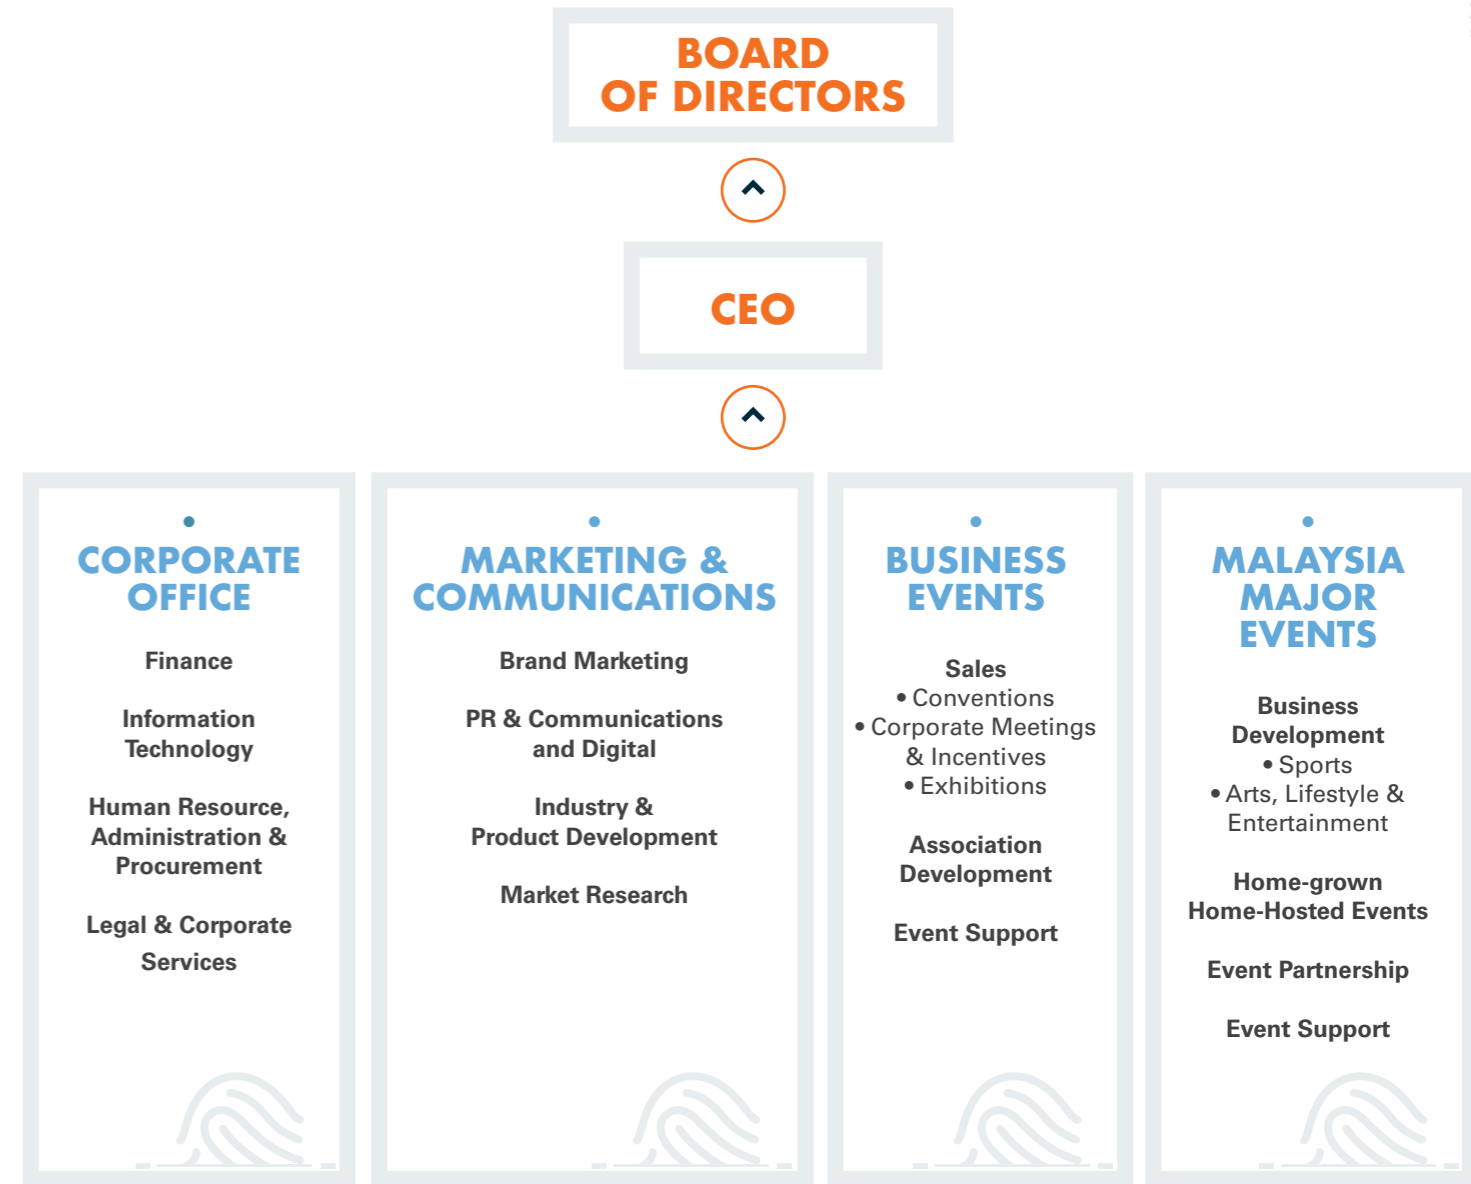 BOARD
OF DIRECTORS
CEO
CORPORATE
OFFICE
Finance
Information
Technology
Human Resource,
Administration &
Procurement
Legal & Corporate
Services
MARKETING &
COMMUNICATIONS
Brand Marketing
PR & Communications
and Digital
Industry &
Product Development
Market Research
BUSINESS
EVENTS
Sales
• Conventions
• Corporate Meetings
& Incentives
• Exhibitions
Association
Development
Event Support
MALAYSIA
MAJOR
EVENTS
Business
Development
• Sports
• Arts, Lifestyle &
Entertainment
Home-grown
Home-Hosted Events
Event Partnership
Event Support